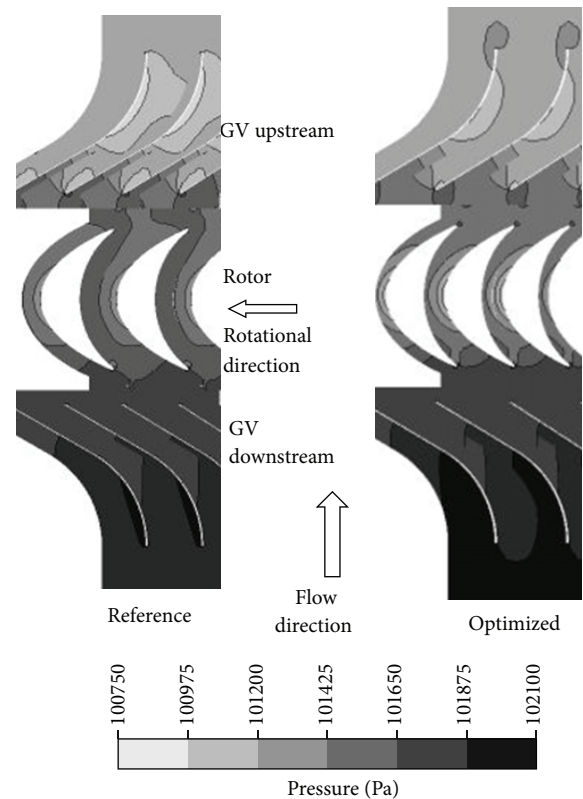 GV upstream
Rotor
Rotational
direction
GV
downstream
Flow
direction
Reference
Optimized
100750
100975
101200
101425
101650
101875
102100
Pressure (Pa)